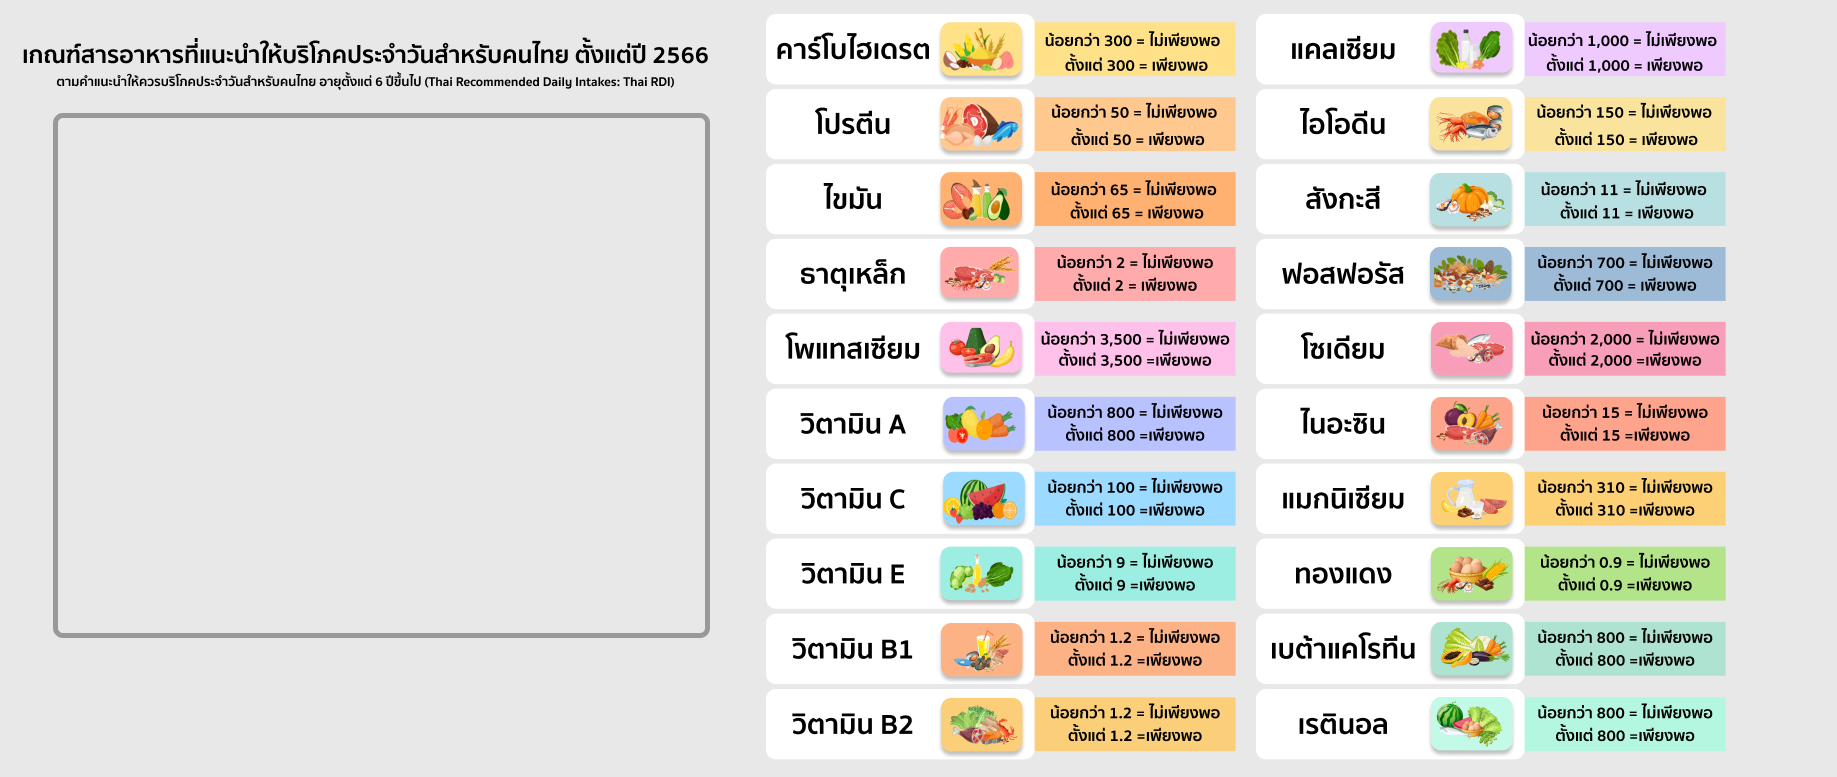 เกณฑ์สารอาหารที่แนะนำให้บริโภคประจำวันสำหรับคนไทย ตั้งแต่ปี 2566
ตามคำแนะนำให้ควรบริโภคประจำวันสำหรับคนไทย อายุตั้งแต่ 6 ปีขึ้นไป (Thai Recommended Daily Intakes: Thai RDI)
คาร์โบไฮเดรต
น้อยกว่า 300 = ไม่เพียงพอ
ตั้งแต่ 300 = เพียงพอ
โปรตีน
น้อยกว่า 50 = ไม่เพียงพอ
ตั้งแต่ 50 = เพียงพอ
ไขมัน
น้อยกว่า 65 = ไม่เพียงพอ
ตั้งแต่ 65 = เพียงพอ
ธาตุเหล็ก
น้อยกว่า 2 = ไม่เพียงพอ
ตั้งแต่ 2 = เพียงพอ
โพแทสเซียม
น้อยกว่า 3,500 = ไม่เพียงพอ
ตั้งแต่ 3,500 =เพียงพอ
วิตามิน A
น้อยกว่า 800 = ไม่เพียงพอ
ตั้งแต่ 800 =เพียงพอ
วิตามิน C
น้อยกว่า 100 = ไม่เพียงพอ
ตั้งแต่ 100 =เพียงพอ
วิตามิน E
น้อยกว่า 9 = ไม่เพียงพอ
ตั้งแต่ 9 =เพียงพอ
วิตามิน B1
น้อยกว่า 1.2 = ไม่เพียงพอ
ตั้งแต่ 1.2 =เพียงพอ
วิตามิน B2
น้อยกว่า 1.2 = ไม่เพียงพอ
ตั้งแต่ 1.2 =เพียงพอ
แคลเซียม
น้อยกว่า 1,000 = ไม่เพียงพอ
ตั้งแต่ 1,000 = เพียงพอ
ไอโอดีน
น้อยกว่า 150 = ไม่เพียงพอ
ตั้งแต่ 150 = เพียงพอ
สังกะสี
น้อยกว่า 11 = ไม่เพียงพอ
ตั้งแต่ 11 = เพียงพอ
ฟอสฟอรัส
น้อยกว่า 700 = ไม่เพียงพอ
ตั้งแต่ 700 = เพียงพอ
โซเดียม
น้อยกว่า 2,000 = ไม่เพียงพอ
ตั้งแต่ 2,000 =เพียงพอ
ไนอะซิน
น้อยกว่า 15 = ไม่เพียงพอ
ตั้งแต่ 15 =เพียงพอ
แมกนิเซียม
น้อยกว่า 310 = ไม่เพียงพอ
ตั้งแต่ 310 =เพียงพอ
ทองแดง
น้อยกว่า 0.9 = ไม่เพียงพอ
ตั้งแต่ 0.9 =เพียงพอ
เบต้าแคโรทีน
น้อยกว่า 800 = ไม่เพียงพอ
ตั้งแต่ 800 =เพียงพอ
เรตินอล
น้อยกว่า 800 = ไม่เพียงพอ
ตั้งแต่ 800 =เพียงพอ